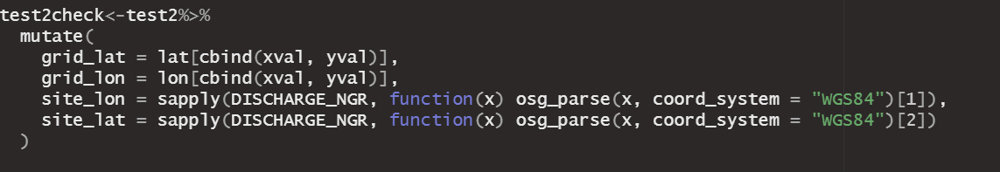 test2check<-test2%>%
  mutate(
    grid_lat = lat[cbind(xval, yval)],
    grid_lon = lon[cbind(xval, yval)],
    site_lon = sapply(DISCHARGE_NGR, function(x) osg_parse(x, coord_system = "WGS84")[1]),
    site_lat = sapply(DISCHARGE_NGR, function(x) osg_parse(x, coord_system = "WGS84")[2])
  )